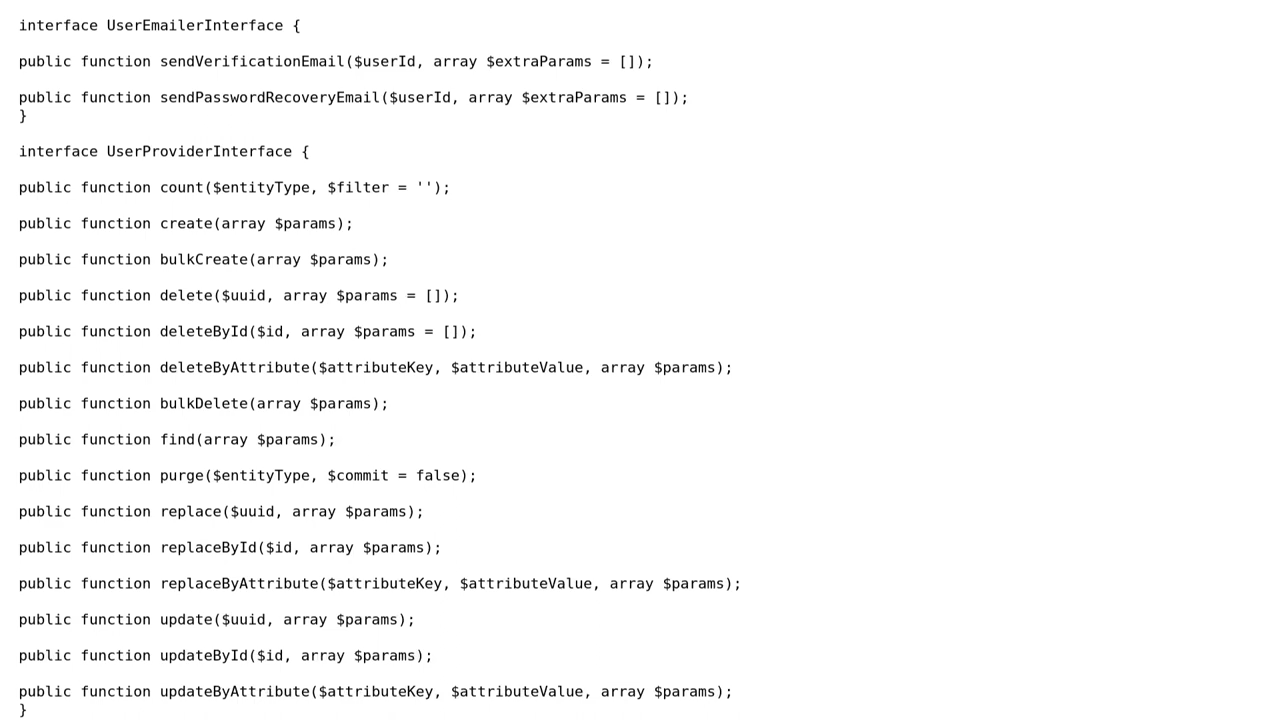 interface UserEmailerInterface {
public function sendVerificationEmail($userId, array $extraParams = []);
public function sendPasswordRecoveryEmail($userId, array $extraParams = []);
}
interface UserProviderInterface {
public function count($entityType, $filter = '');
public function create(array $params);
public function bulkCreate(array $params);
public function delete($uuid, array $params = []);
public function deleteById($id, array $params = []);
public function deleteByAttribute($attributeKey, $attributeValue, array $params);
public function bulkDelete(array $params);
public function find(array $params);
public function purge($entityType, $commit = false);
public function replace($uuid, array $params);
public function replaceById($id, array $params);
public function replaceByAttribute($attributeKey, $attributeValue, array $params);
public function update($uuid, array $params);
public function updateById($id, array $params);
public function updateByAttribute($attributeKey, $attributeValue, array $params);
}